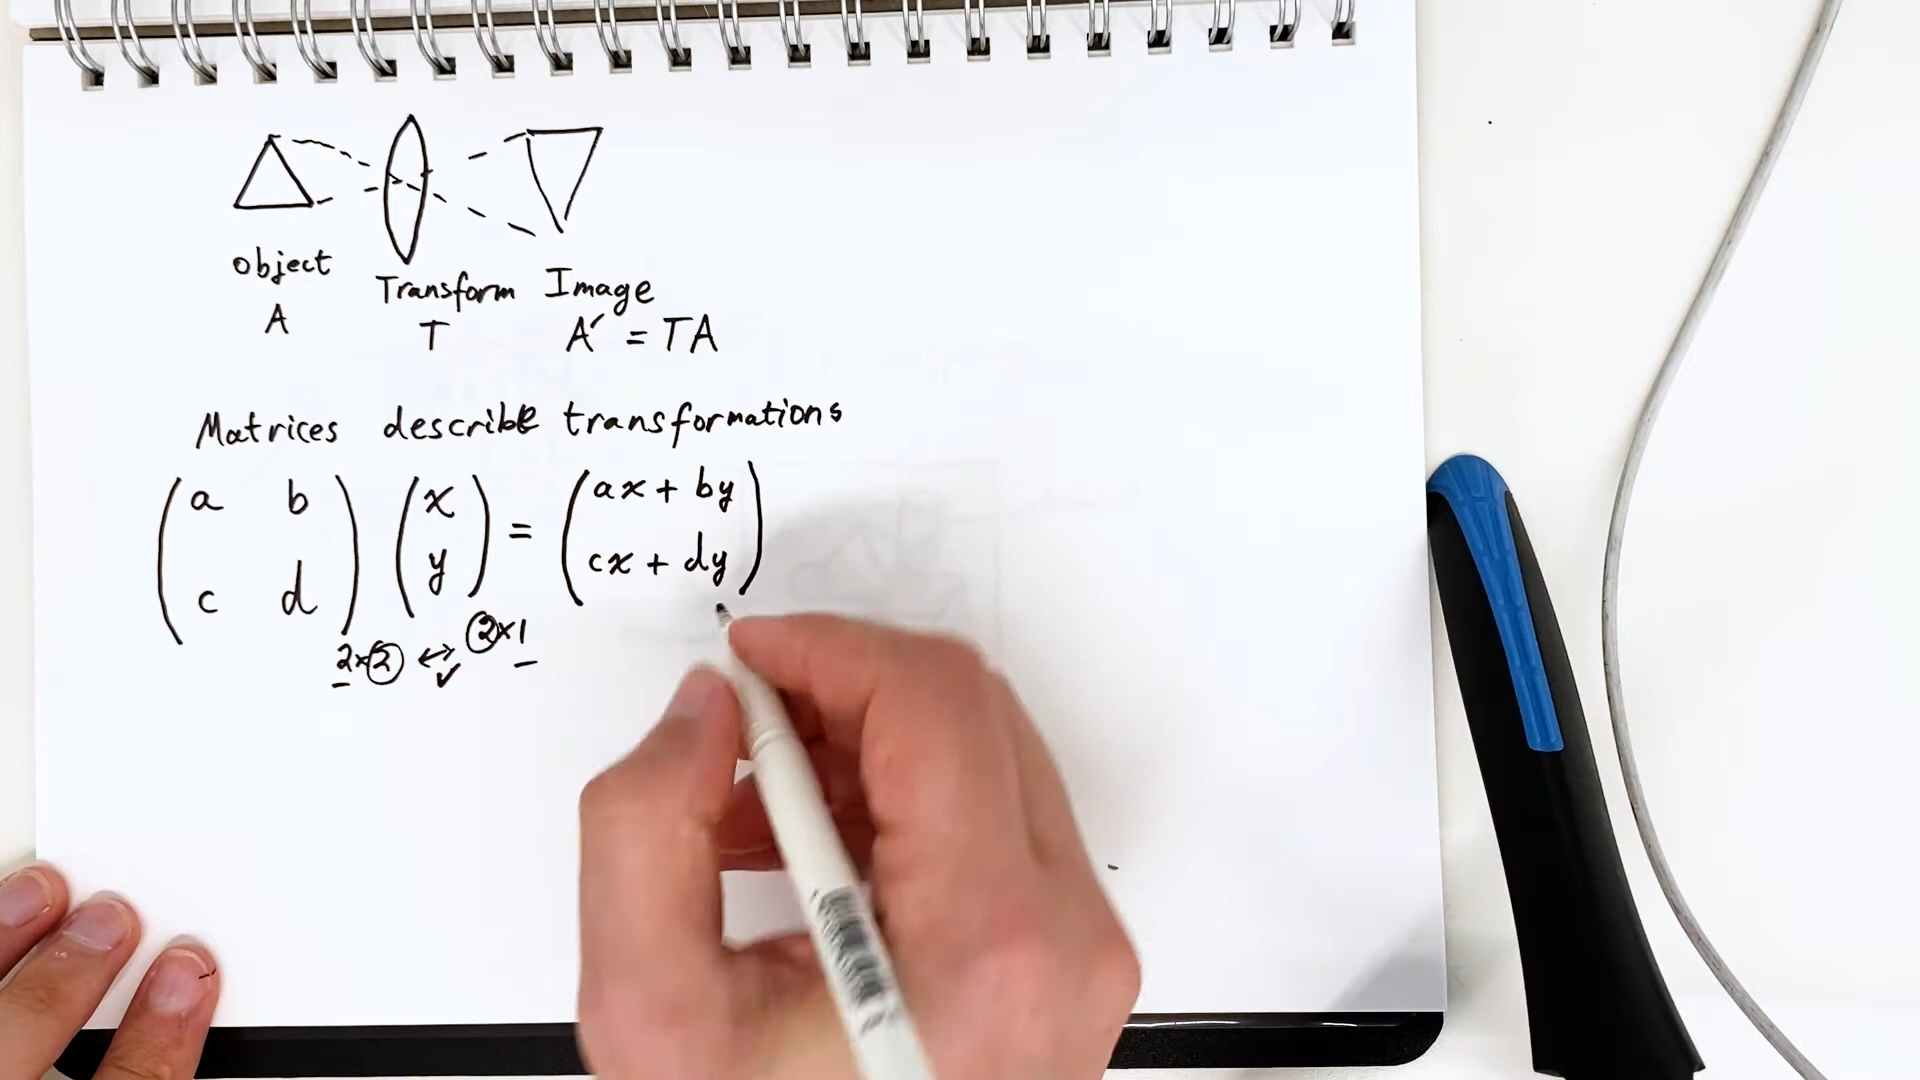 object Transform Image
A T A′ = TA
Matrices describe transformations
(a b) (x) = (ax + by)
(c d) (y) (cx + dy)
2×2 ↔ 2×1
✓